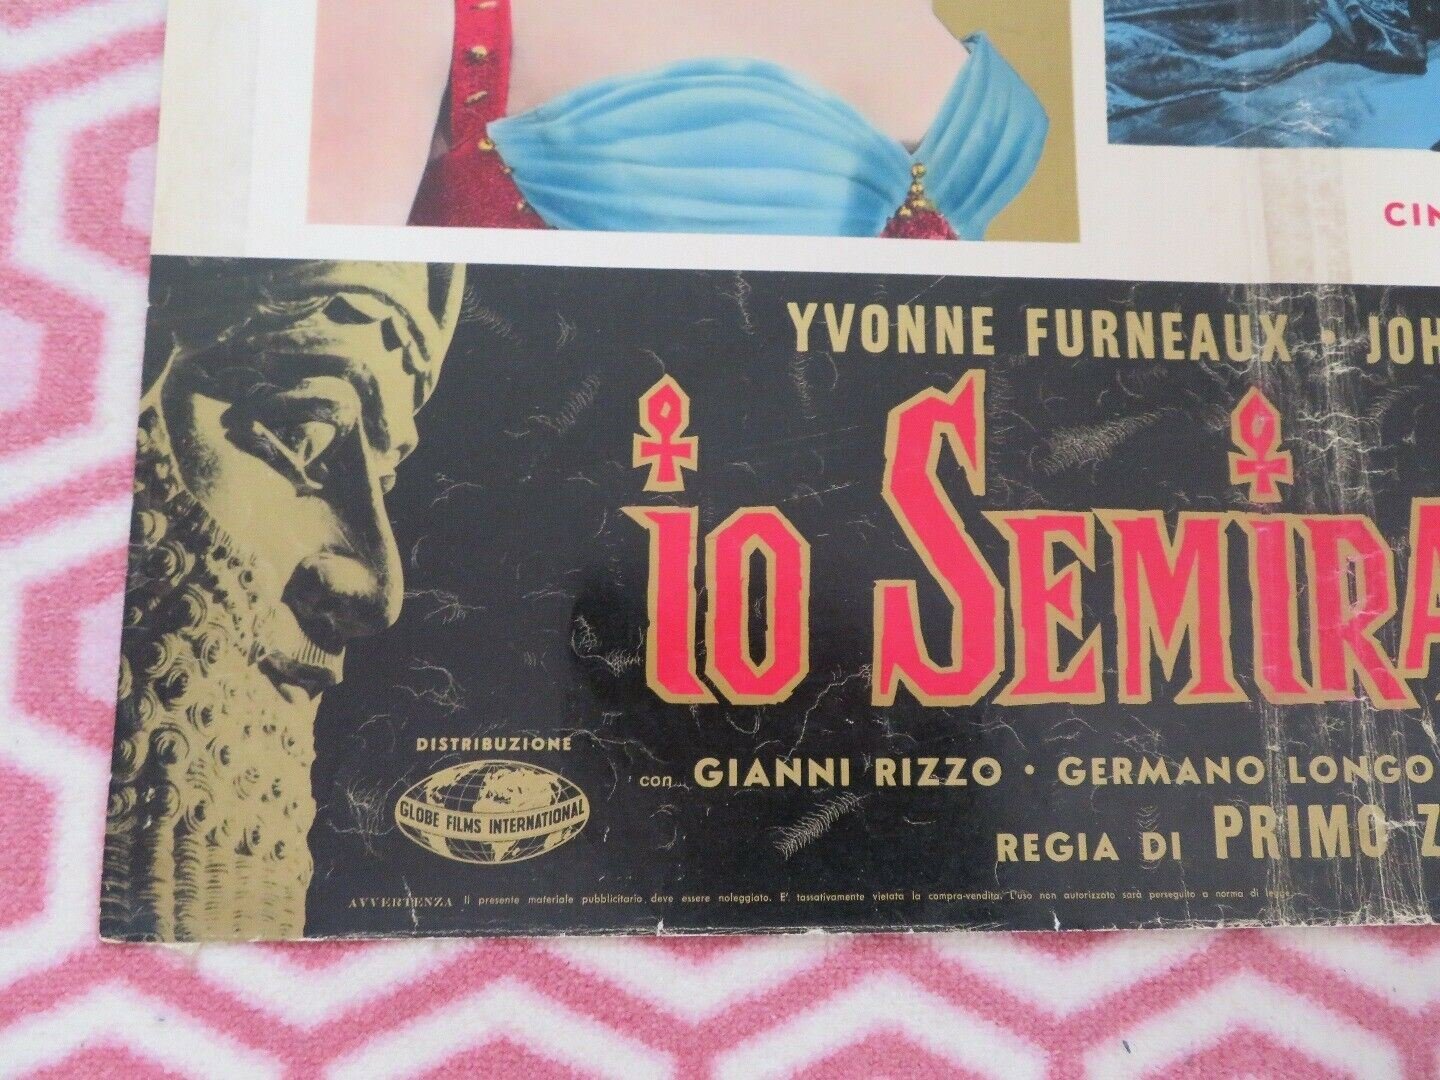 CIN
YVONNE FURNEAUX · JOH
io SEMIRA
DISTRIBUZIONE
GLOBE FILMS INTERNATIONAL
con GIANNI RIZZO · GERMANO LONGO
REGIA DI PRIMO Z
AVVERTENZA Il presente materiale pubblicitario deve essere noleggiato. E' tassativamente vietata la compra-vendita. L'uso non autorizzato sarà perseguito a norma di legge.